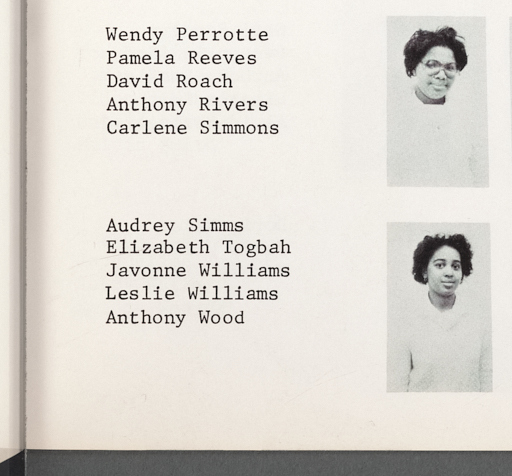 Wendy Perrotte
Pamela Reeves
David Roach
Anthony Rivers
Carlene Simmons
Audrey Simms
Elizabeth Togbah
Javonne Williams
Leslie Williams
Anthony Wood